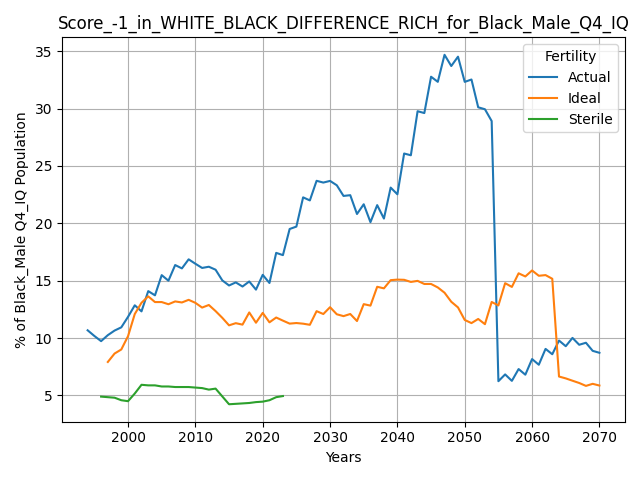 Score_-1_in_WHITE_BLACK_DIFFERENCE_RICH_for_Black_Male_Q4_IQ
% of Black_Male Q4_IQ Population
35
30
25
20
15
10
5
Fertility
Actual
Ideal
Sterile
2000 2010 2020 2030 2040 2050 2060 2070
Years